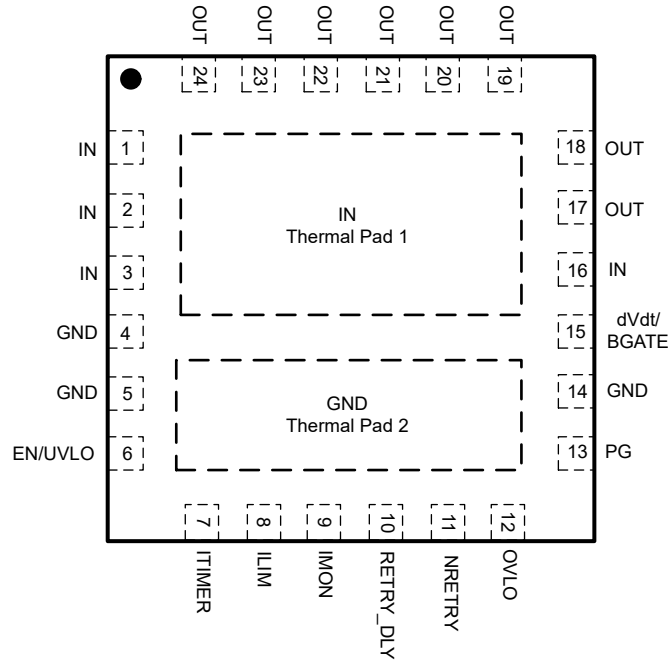 OUT
OUT
OUT
OUT
OUT
OUT
24
23
22
21
20
19
IN
1
IN
2
IN
3
GND
4
GND
5
EN/UVLO
6
IN
Thermal Pad 1
GND
Thermal Pad 2
18
OUT
17
OUT
16
IN
15
dVdt/
BGATE
14
GND
13
PG
7
8
9
10
11
12
ITIMER
ILIM
IMON
RETRY_DLY
NRETRY
OVLO